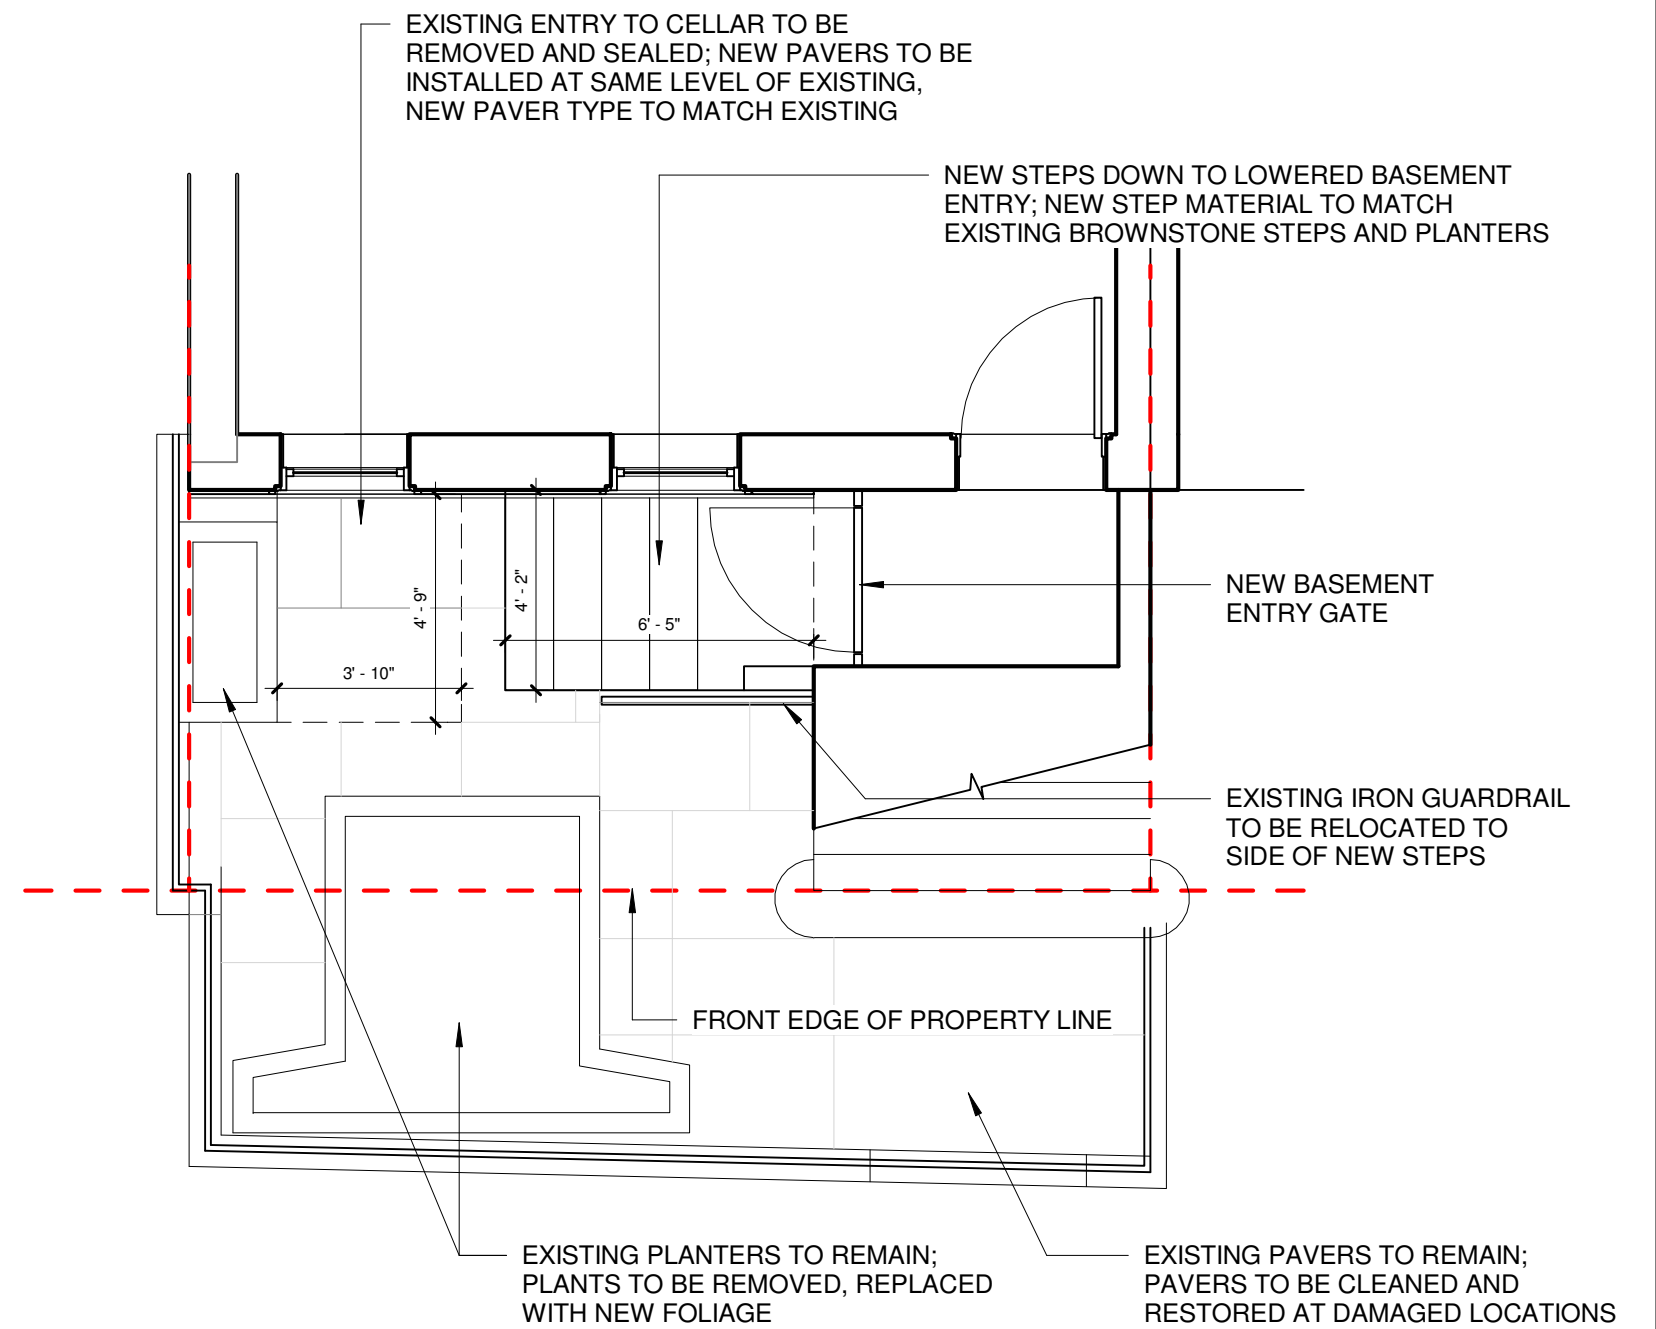 EXISTING ENTRY TO CELLAR TO BE
REMOVED AND SEALED; NEW PAVERS TO BE
INSTALLED AT SAME LEVEL OF EXISTING,
NEW PAVER TYPE TO MATCH EXISTING
NEW STEPS DOWN TO LOWERED BASEMENT
ENTRY; NEW STEP MATERIAL TO MATCH
EXISTING BROWNSTONE STEPS AND PLANTERS
4' - 9"
4' - 2"
6' - 5"
3' - 10"
NEW BASEMENT
ENTRY GATE
EXISTING IRON GUARDRAIL
TO BE RELOCATED TO
SIDE OF NEW STEPS
FRONT EDGE OF PROPERTY LINE
EXISTING PLANTERS TO REMAIN;
PLANTS TO BE REMOVED, REPLACED
WITH NEW FOLIAGE
EXISTING PAVERS TO REMAIN;
PAVERS TO BE CLEANED AND
RESTORED AT DAMAGED LOCATIONS